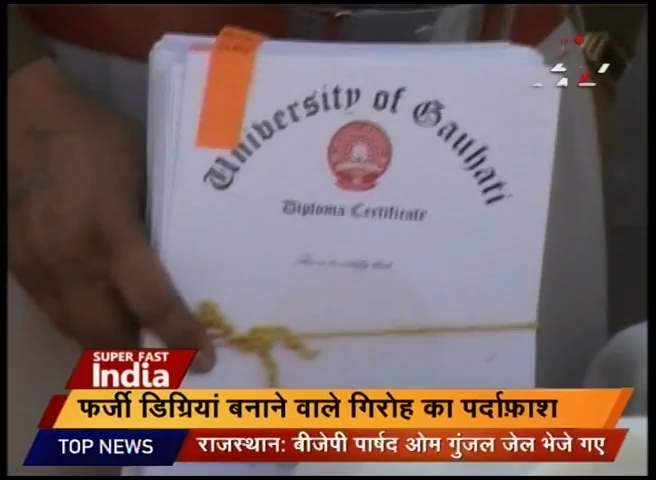 University of Gauhati
Diploma Certificate
SUPER FAST
India
फर्जी डिग्रियां बनाने वाले गिरोह का पर्दाफ़ाश
TOP NEWS
राजस्थान: बीजेपी पार्षद ओम गुंजल जेल भेजे गए